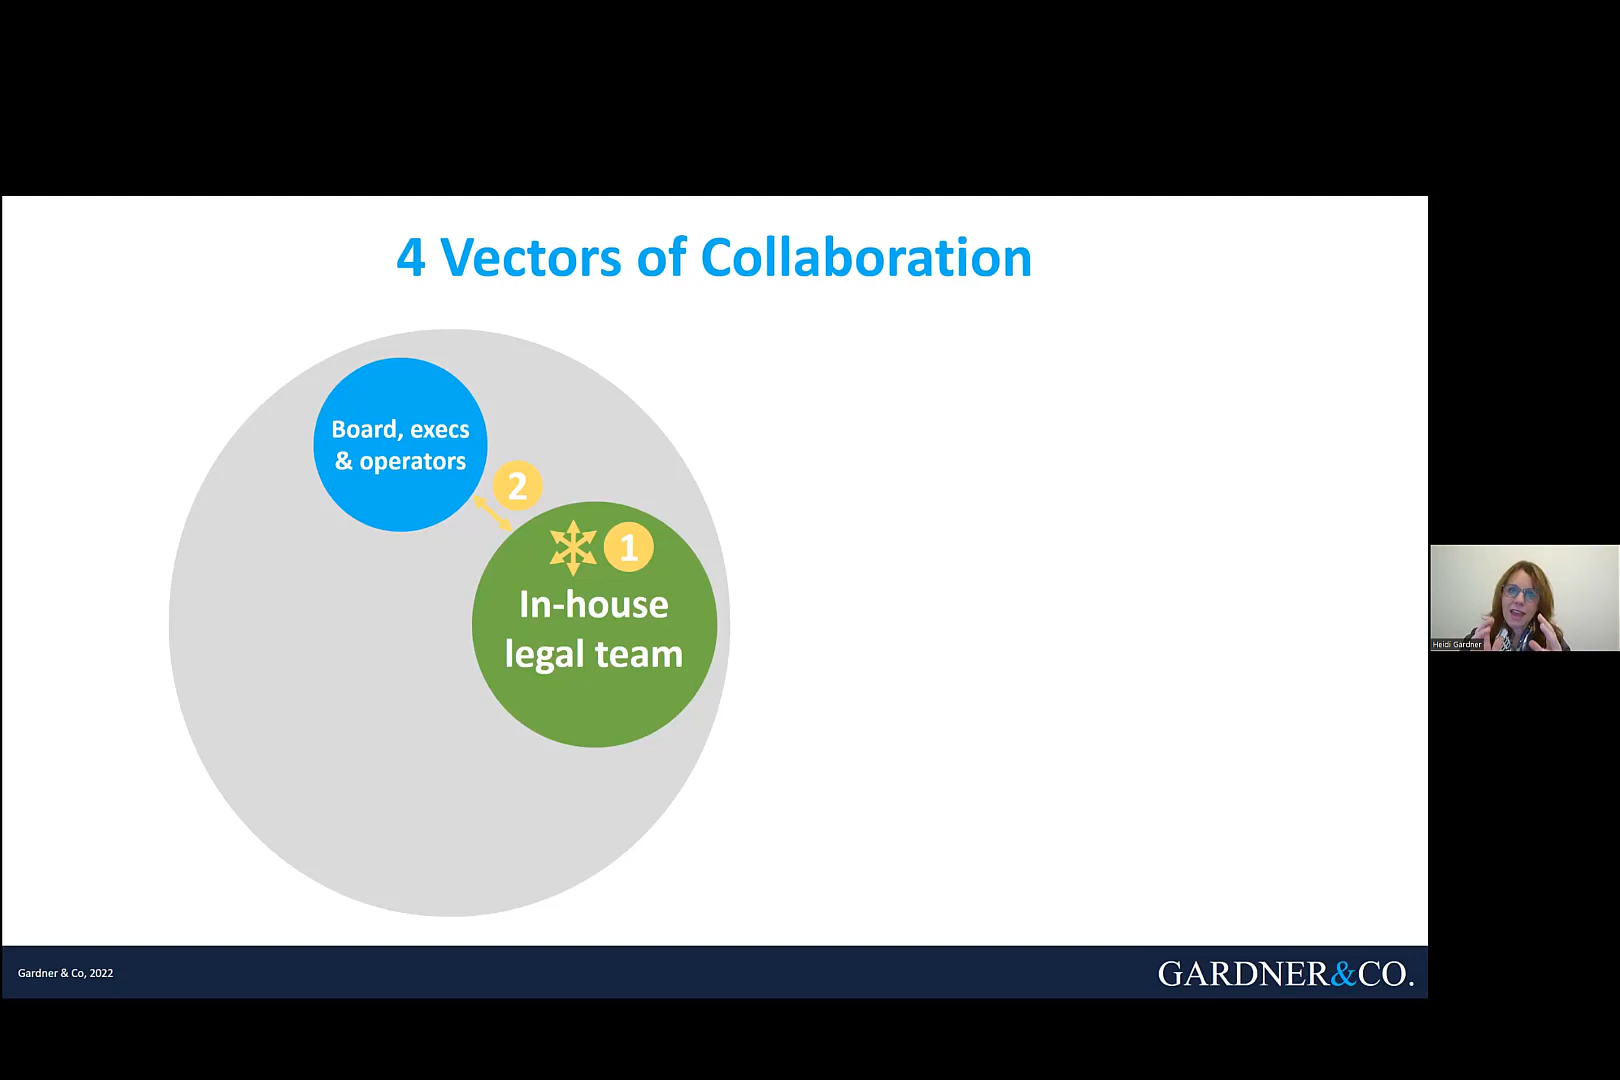 4 Vectors of Collaboration
Board, execs
& operators
2
1
In-house
legal team
Heidi Gardner
Gardner & Co, 2022
GARDNER&CO.